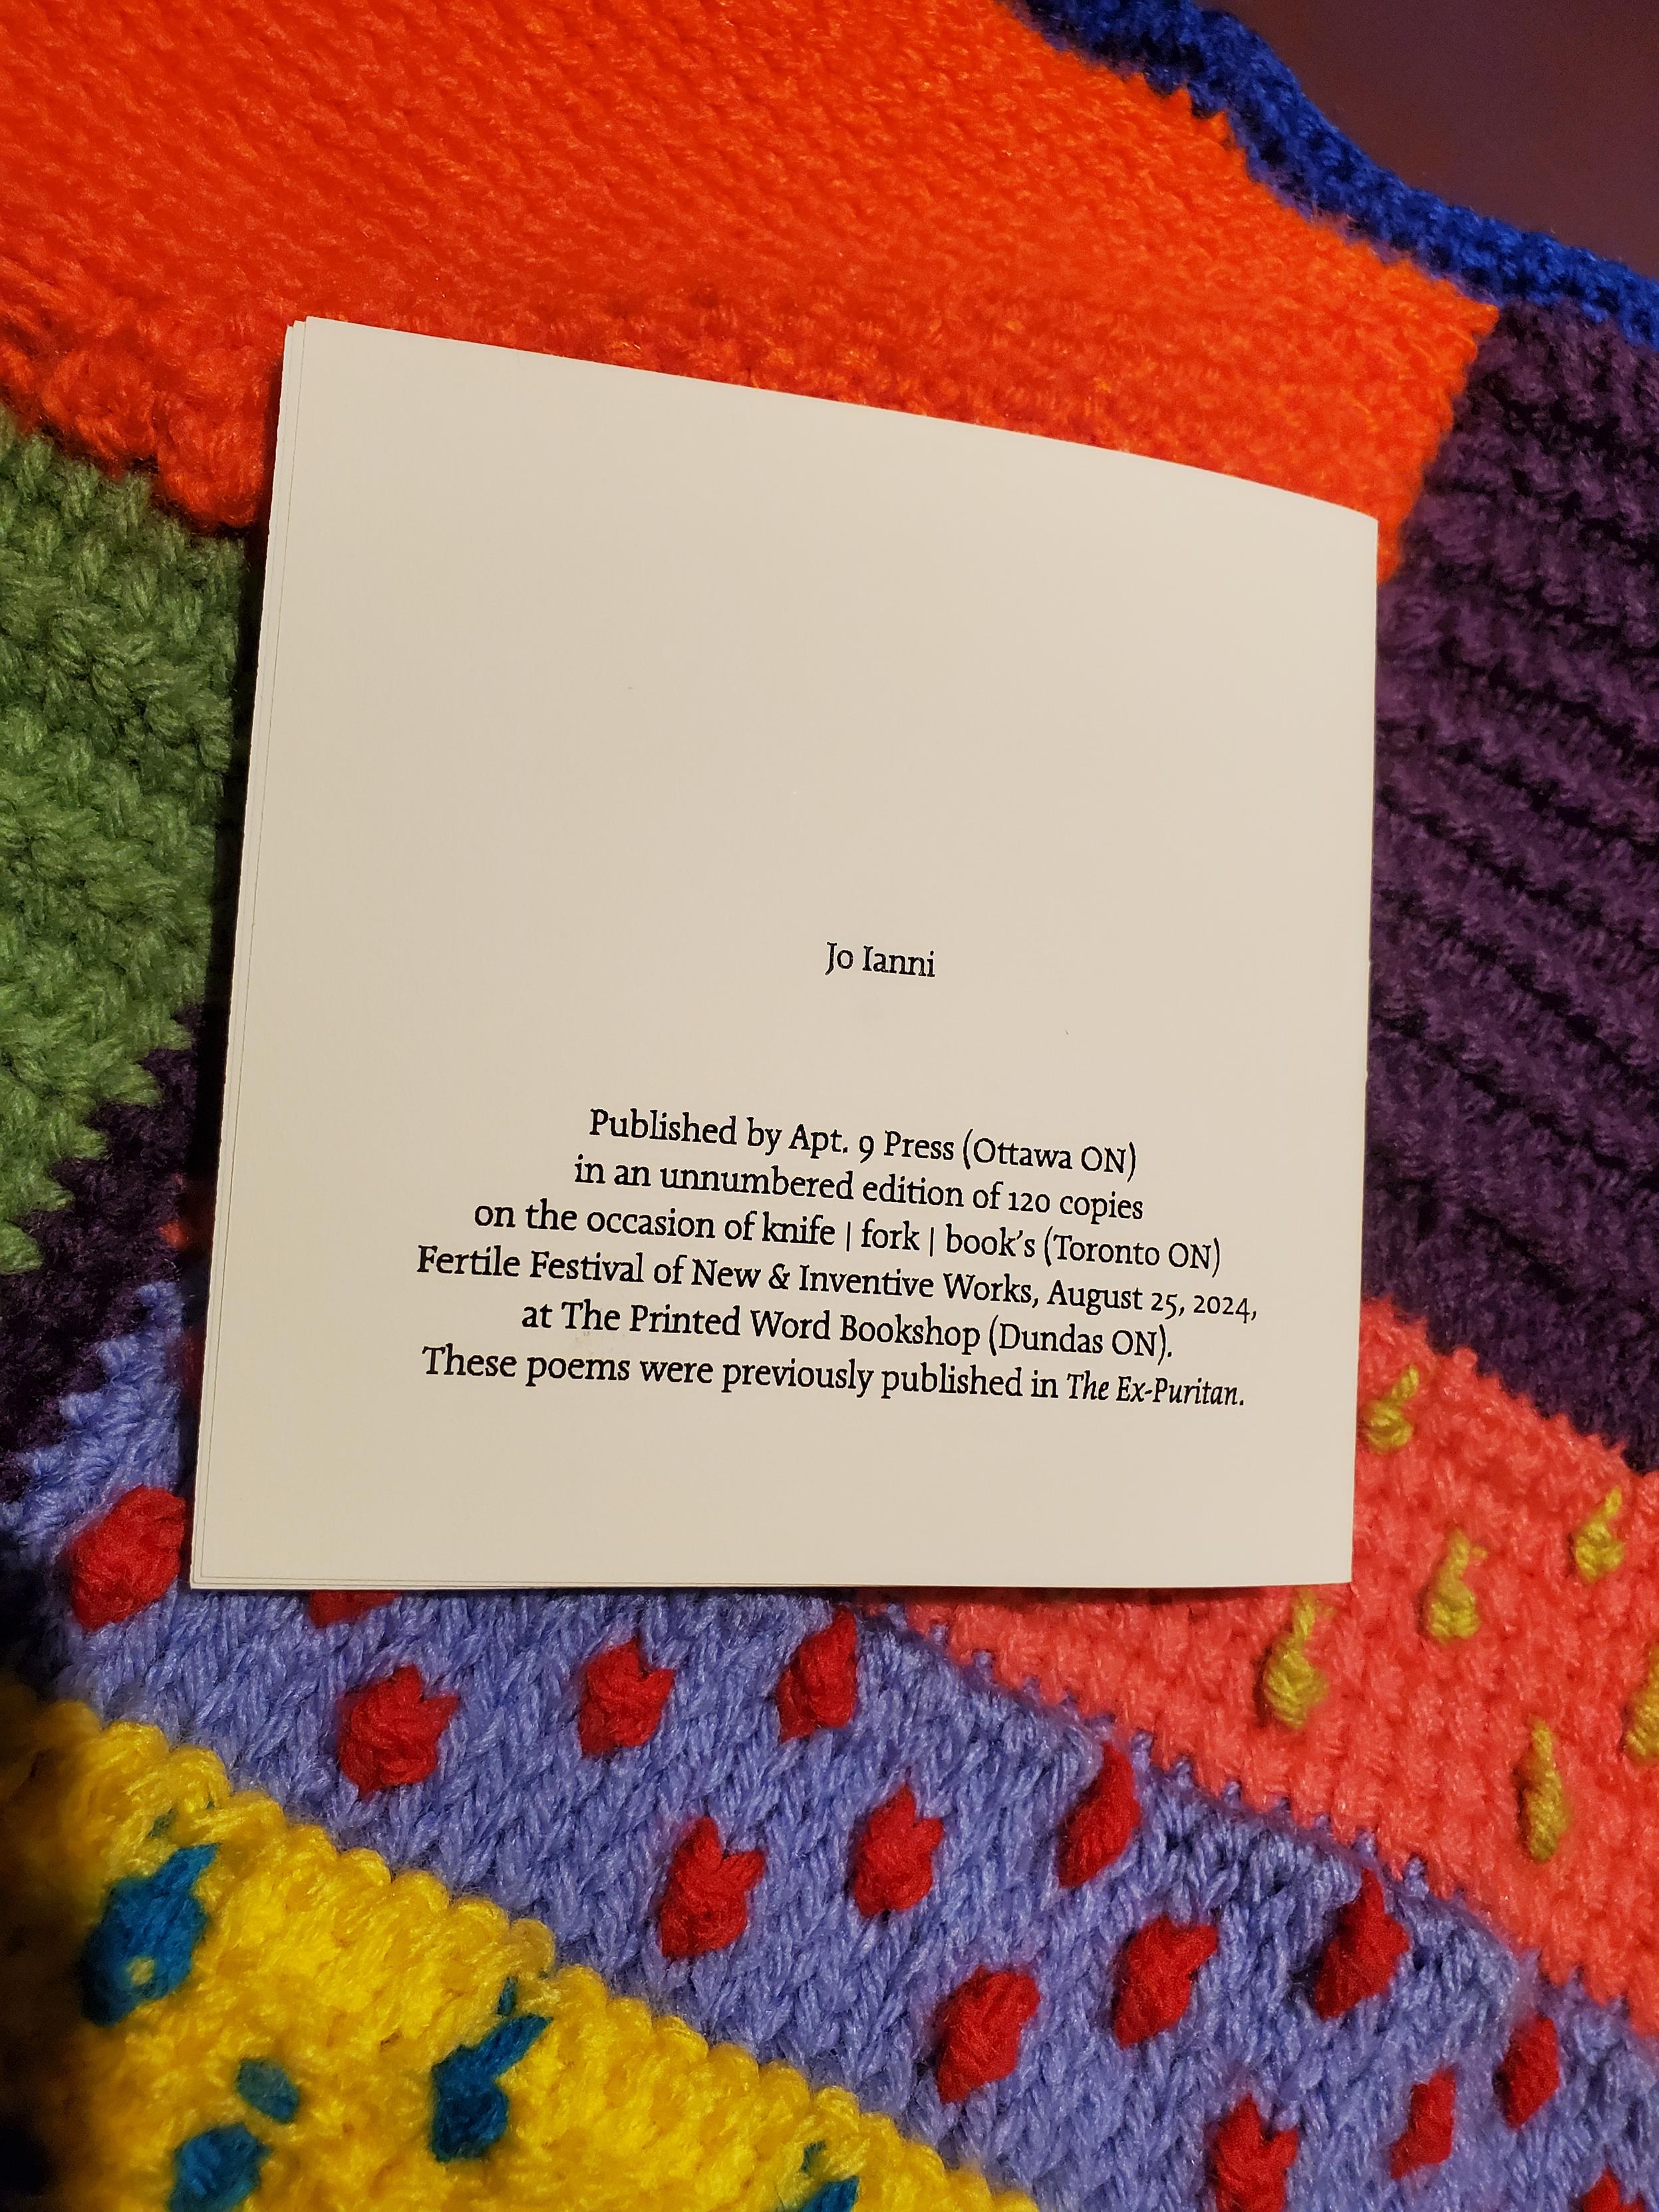 Jo Ianni
Published by Apt. 9 Press (Ottawa ON)
in an unnumbered edition of 120 copies
on the occasion of knife | fork | book’s (Toronto ON)
Fertile Festival of New & Inventive Works, August 25, 2024,
at The Printed Word Bookshop (Dundas ON).
These poems were previously published in The Ex-Puritan.